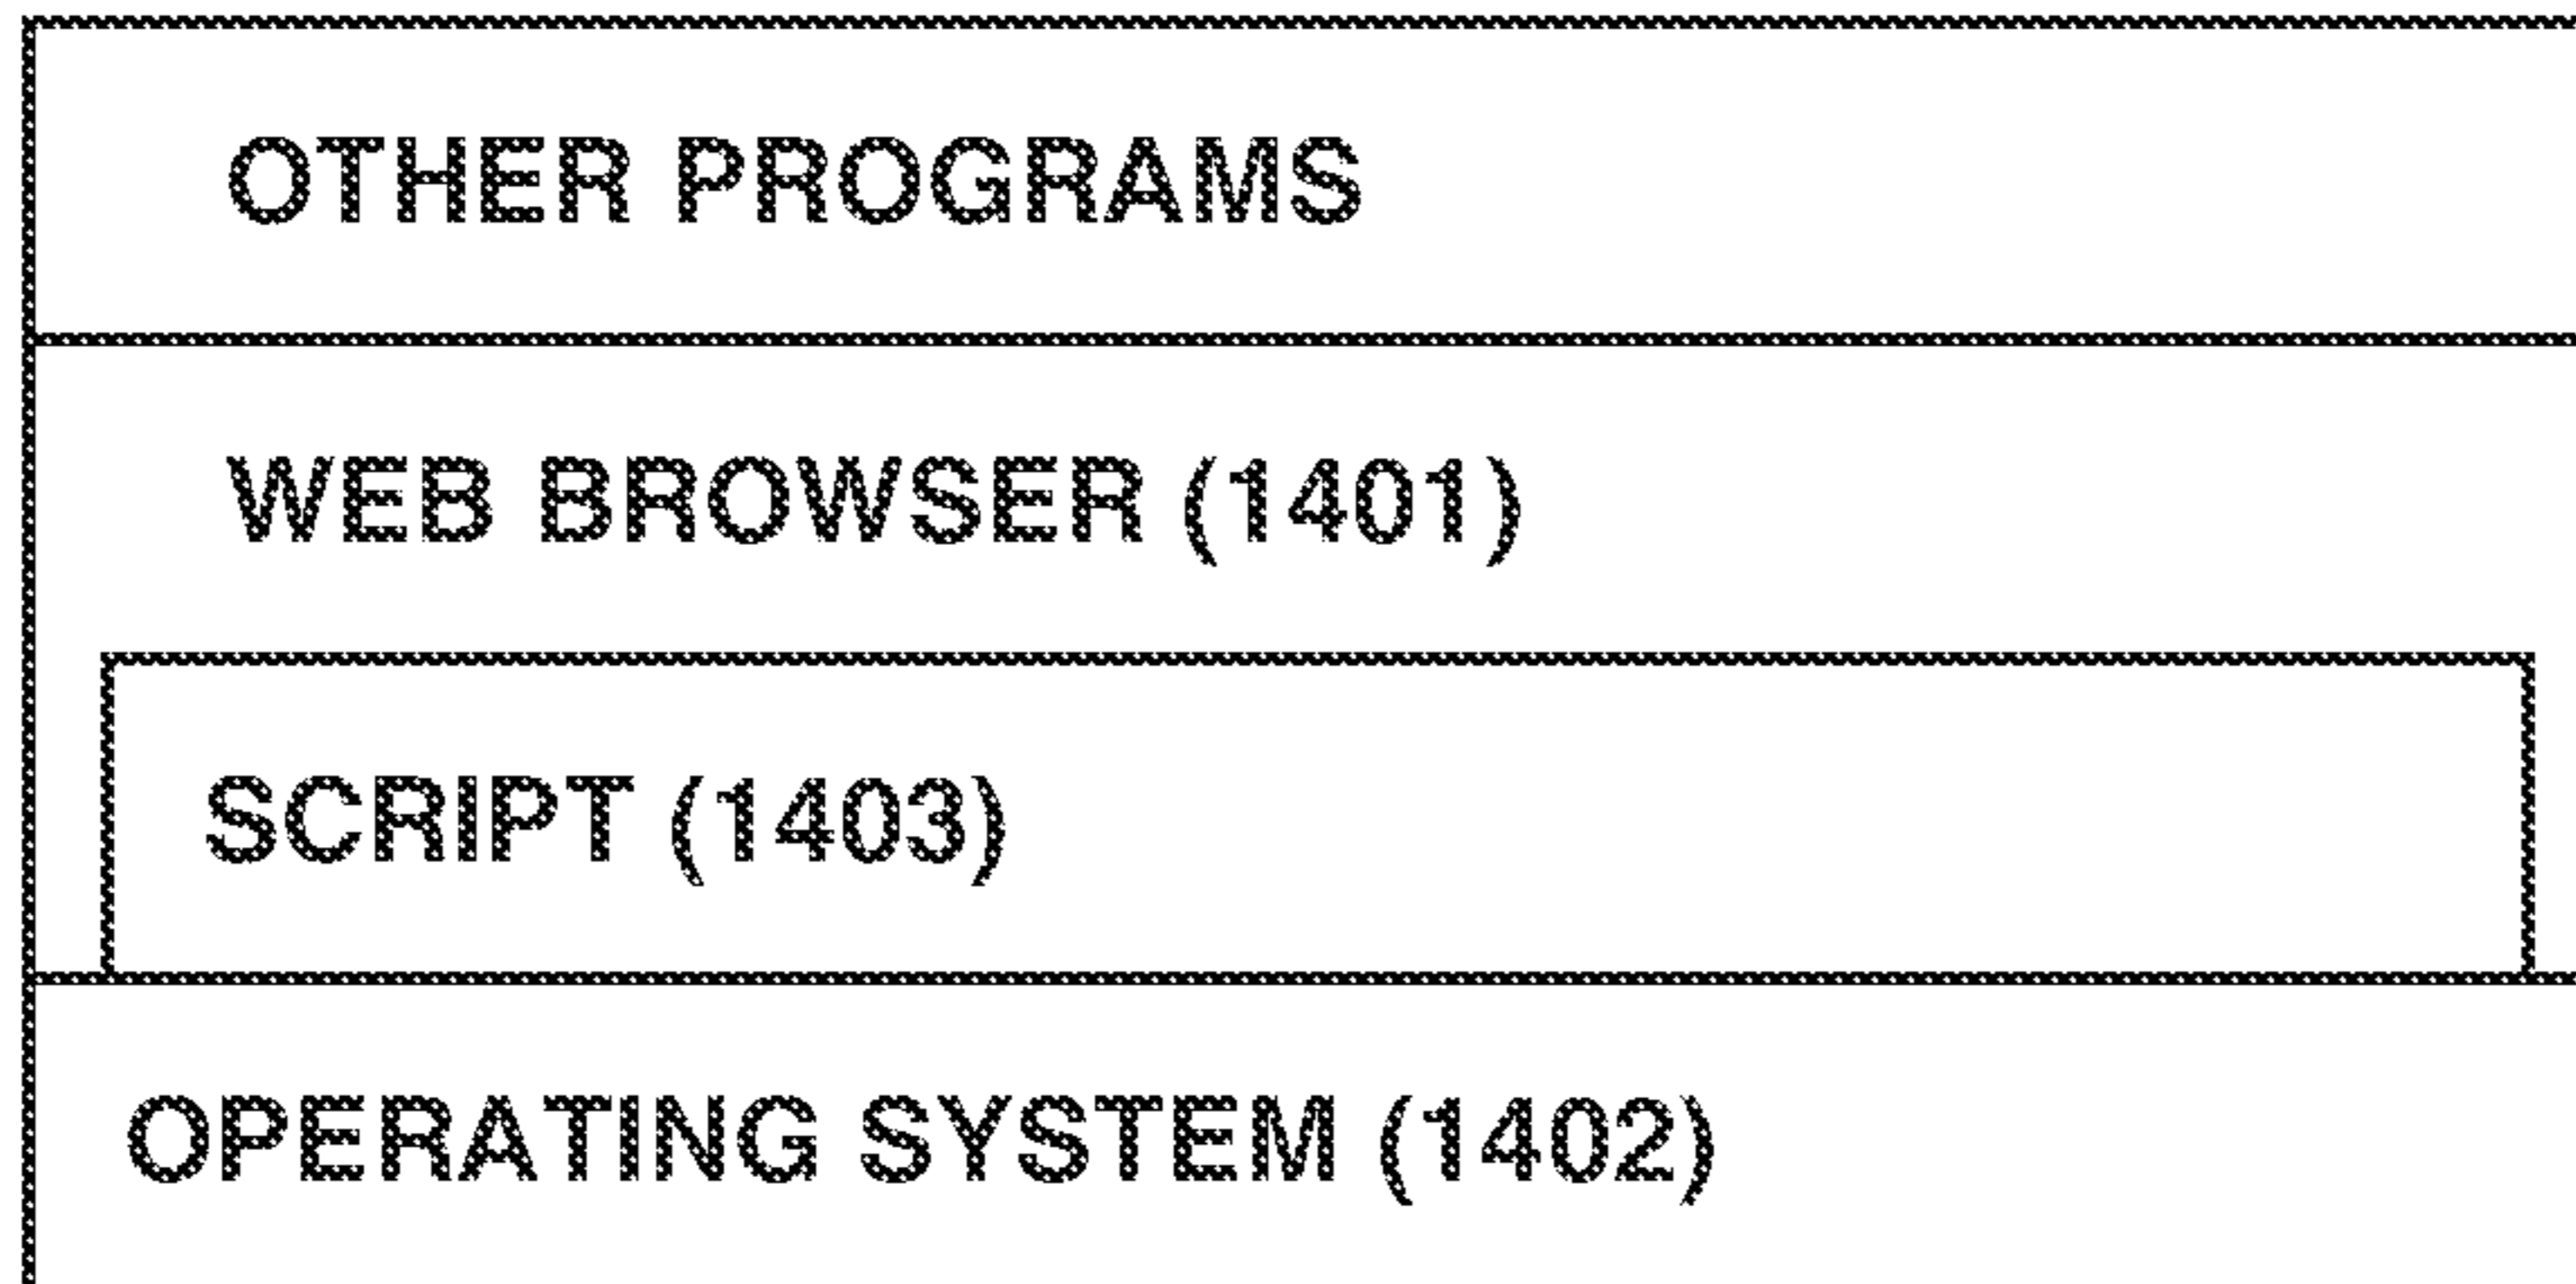 OTHER PROGRAMS
WEB BROWSER (1401)
SCRIPT (1403)
OPERATING SYSTEM (1402)